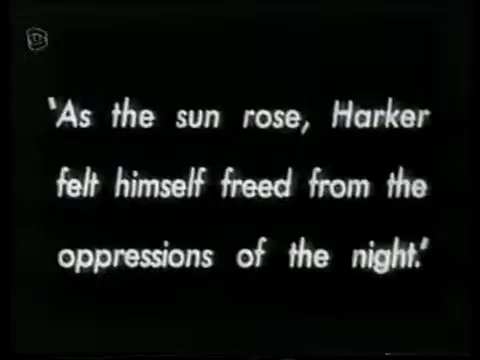 'As the sun rose, Harker
felt himself freed from the
oppressions of the night.'